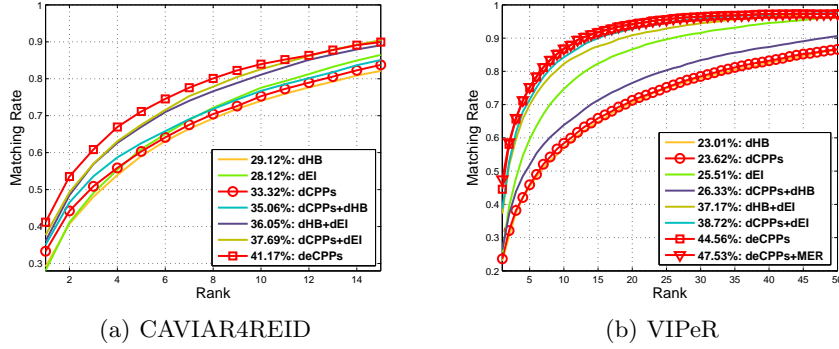 1
0.9
0.8
0.7
0.6
0.5
0.4
0.3
2 4 6 8 10 12 14
Rank
Matching Rate
29.12%: dHB
28.12%: dEI
33.32%: dCPPs
35.06%: dCPPs+dHB
36.05%: dHB+dEI
37.69%: dCPPs+dEI
41.17%: deCPPs
(a) CAVIAR4REID
1
0.9
0.8
0.7
0.6
0.5
0.4
0.3
0.2
5 10 15 20 25 30 35 40 45 50
Rank
Matching Rate
23.01%: dHB
23.62%: dCPPs
25.51%: dEI
26.33%: dCPPs+dHB
37.17%: dHB+dEI
38.72%: dCPPs+dEI
44.56%: deCPPs
47.53%: deCPPs+MER
(b) VIPeR